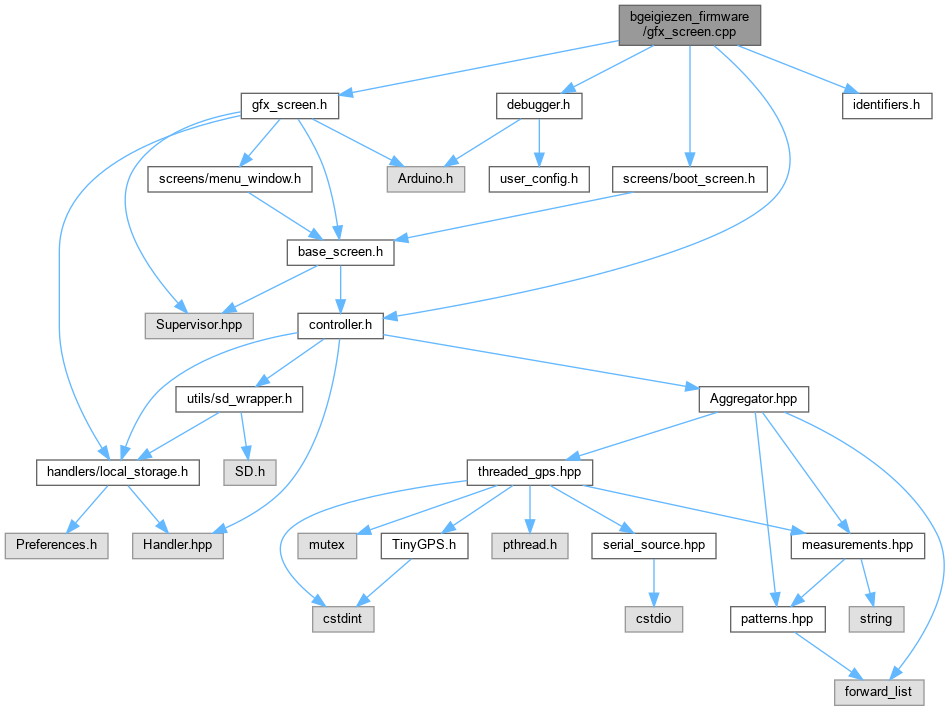 bgeigiezen_firmware
/gfx_screen.cpp
gfx_screen.h
debugger.h
identifiers.h
screens/menu_window.h
Arduino.h
user_config.h
screens/boot_screen.h
base_screen.h
Supervisor.hpp
controller.h
utils/sd_wrapper.h
Aggregator.hpp
handlers/local_storage.h
SD.h
threaded_gps.hpp
Preferences.h
Handler.hpp
mutex
TinyGPS.h
pthread.h
serial_source.hpp
measurements.hpp
cstdint
cstdio
patterns.hpp
string
forward_list